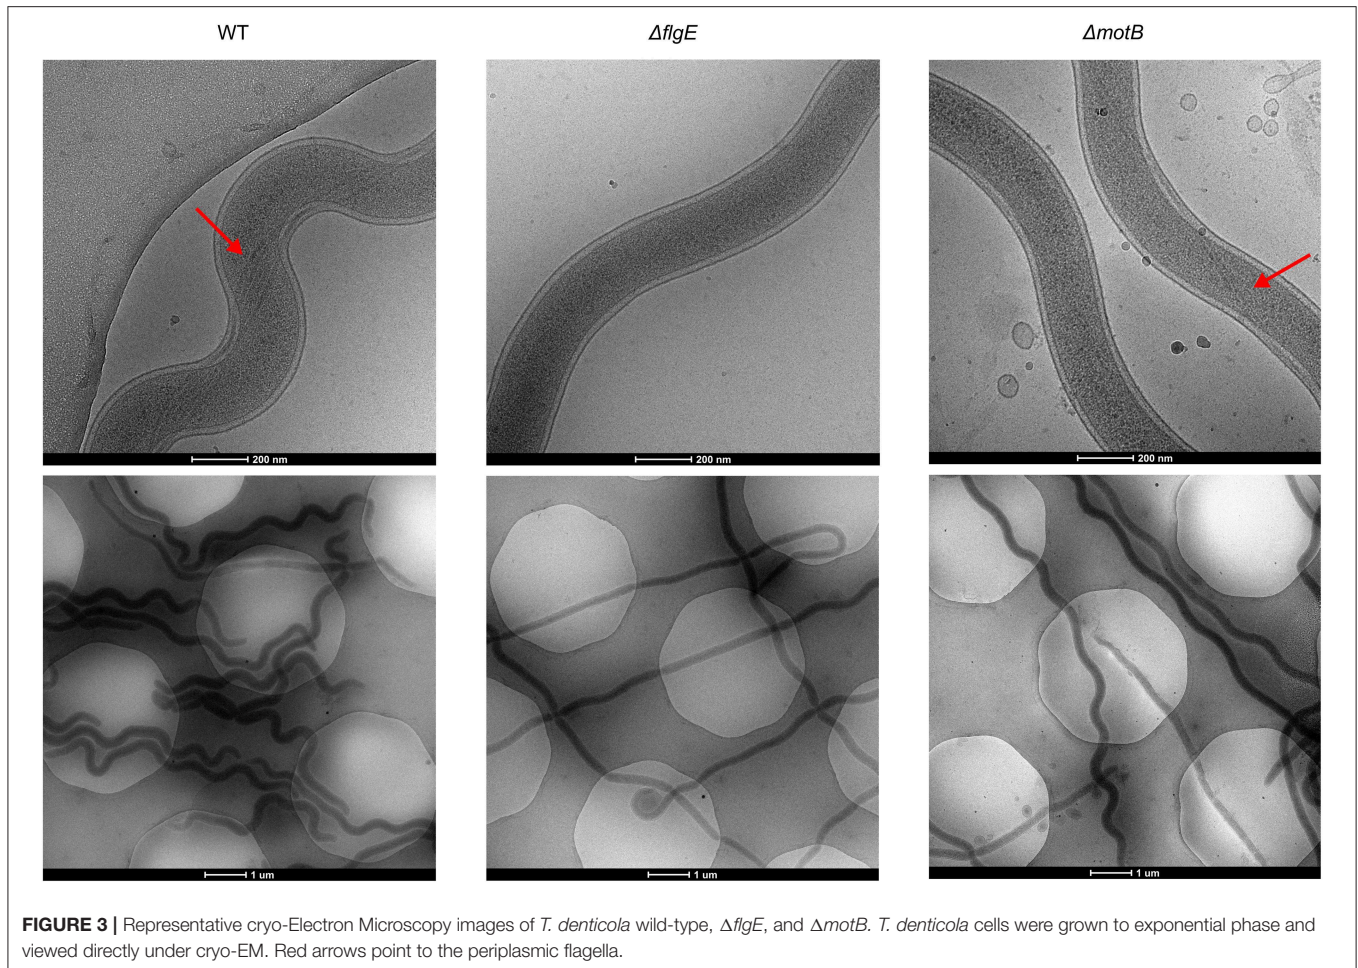 WT ΔflgE ΔmotB
200 nm 200 nm 200 nm
1 um 1 um 1 um
FIGURE 3 | Representative cryo-Electron Microscopy images of T. denticola wild-type, ΔflgE, and ΔmotB. T. denticola cells were grown to exponential phase and
viewed directly under cryo-EM. Red arrows point to the periplasmic flagella.